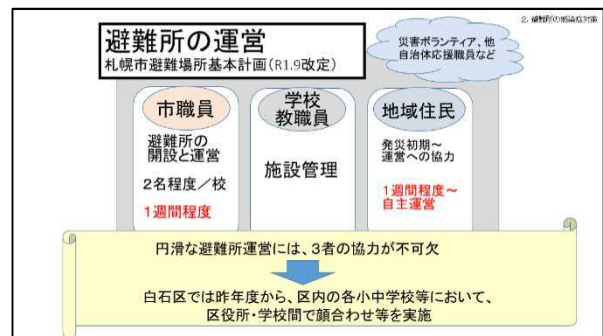 2. 避難所の感染症対策
避難所の運営
札幌市避難場所基本計画(R1.9改定)
災害ボランティア、他
自治体応援職員など
市職員
避難所の
開設と運営
2名程度/校
1週間程度
学校
教職員
施設管理
地域住民
発災初期～
運営への協力
1週間程度～
自主運営
円滑な避難所運営には、3者の協力が不可欠
白石区では昨年度から、区内の各小中学校等において、
区役所・学校間で顔合わせ等を実施